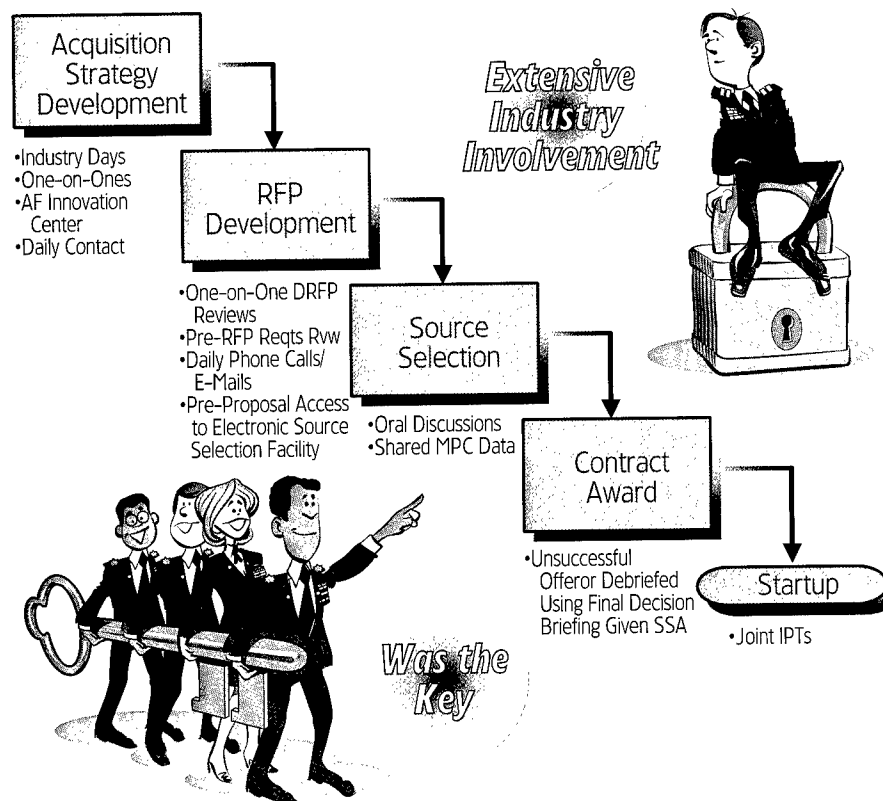 Acquisition
Strategy
Development
•Industry Days
•One-on-Ones
•AF Innovation
Center
•Daily Contact
Extensive
Industry
Involvement
RFP
Development
•One-on-One DRFP
Reviews
•Pre-RFP Reqts Rvw
•Daily Phone Calls/
E-Mails
•Pre-Proposal Access
to Electronic Source
Selection Facility
Source
Selection
•Oral Discussions
•Shared MPC Data
Contract
Award
•Unsuccessful
Offeror Debriefed
Using Final Decision
Briefing Given SSA
Startup
•Joint IPTs
Was the
Key